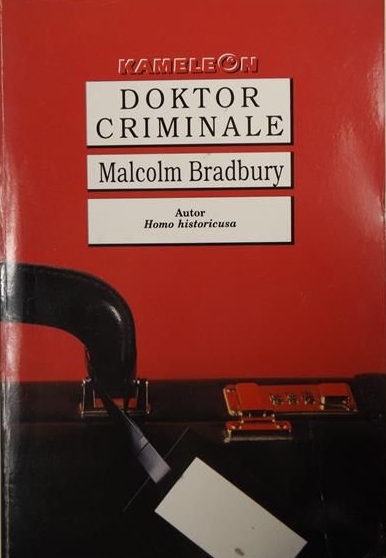 KAMELEON
DOKTOR
CRIMINALE
Malcolm Bradbury
Autor
Homo historicusa